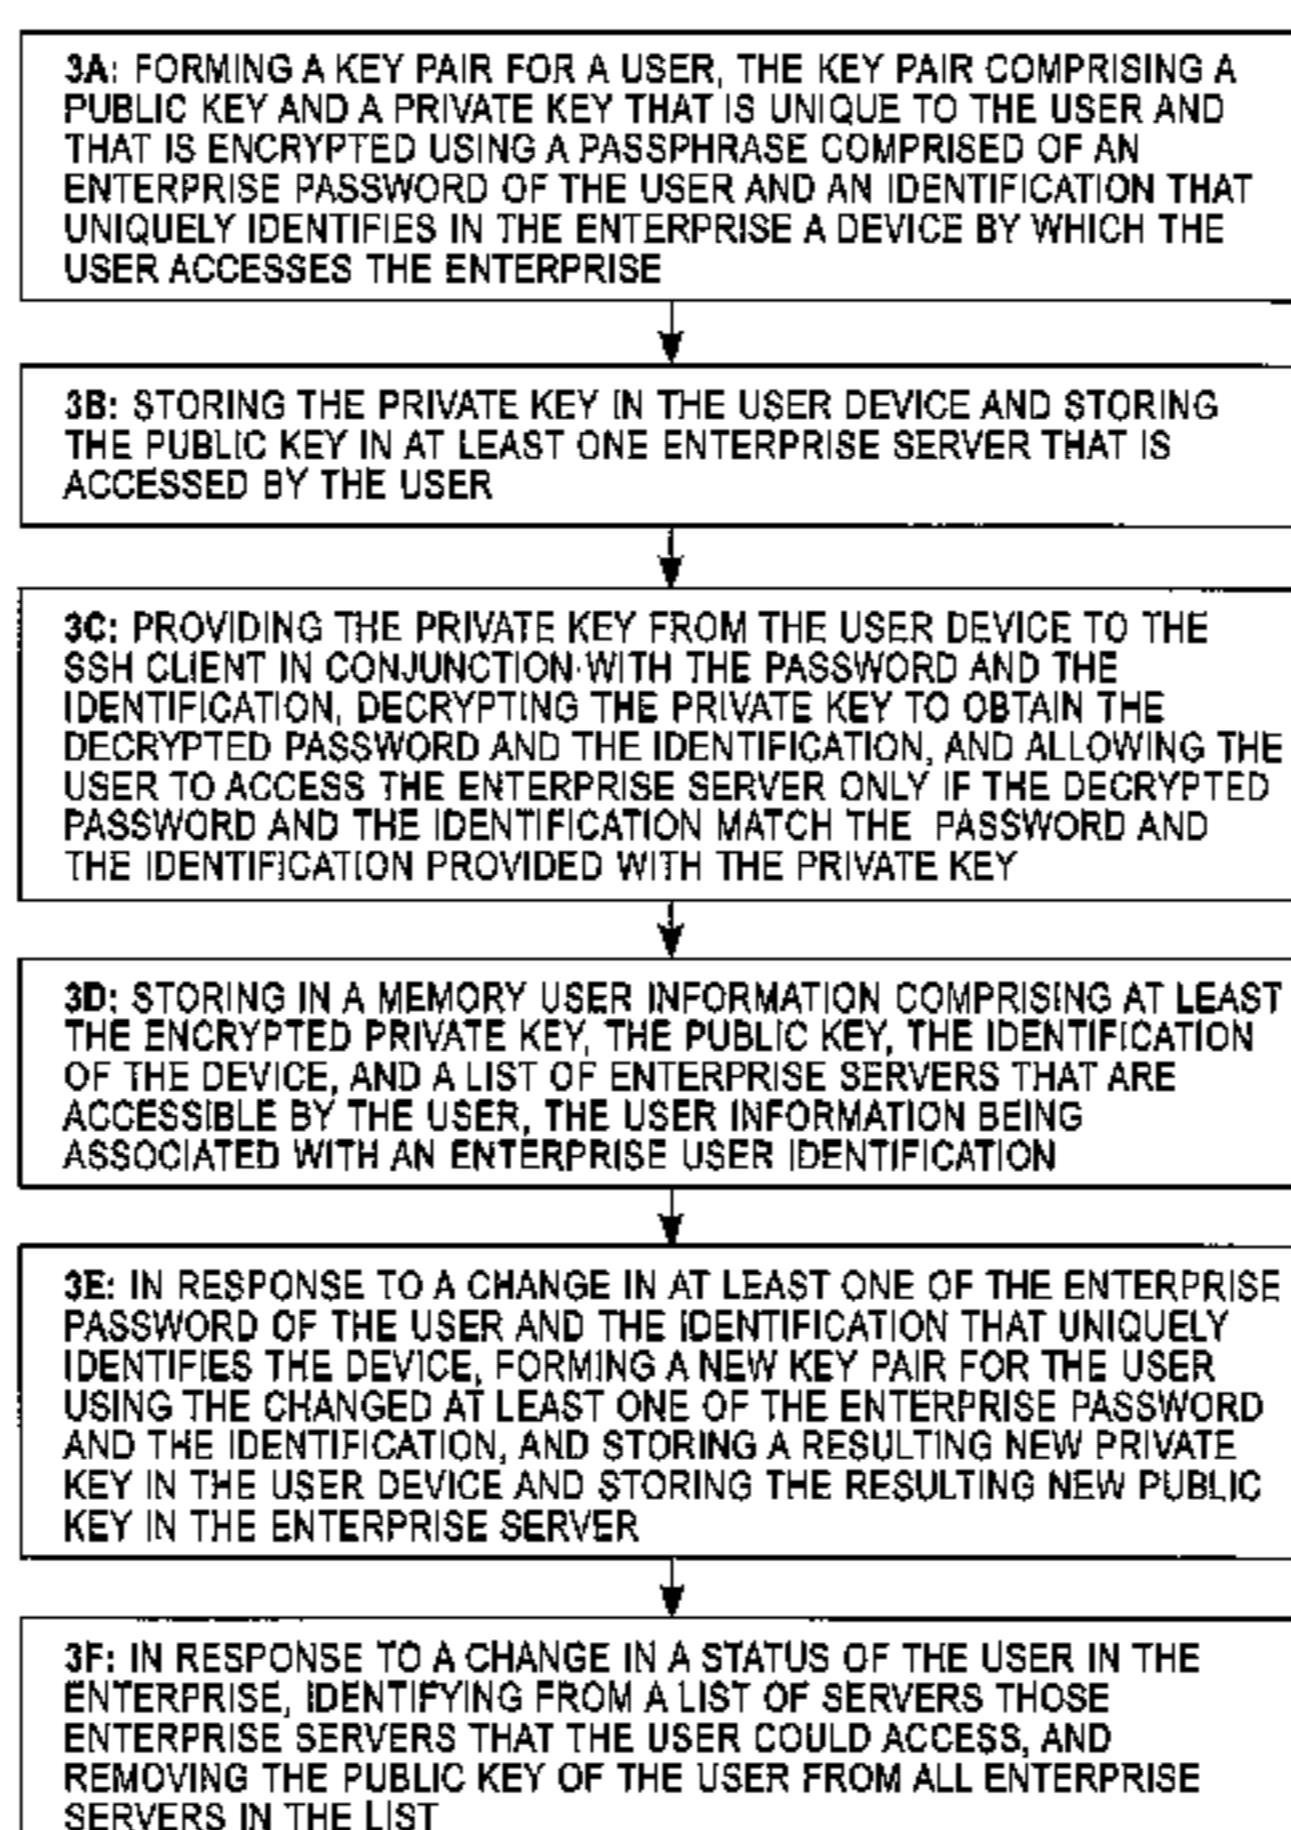 3A: FORMING A KEY PAIR FOR A USER, THE KEY PAIR COMPRISING A
PUBLIC KEY AND A PRIVATE KEY THAT IS UNIQUE TO THE USER AND
THAT IS ENCRYPTED USING A PASSPHRASE COMPRISED OF AN
ENTERPRISE PASSWORD OF THE USER AND AN IDENTIFICATION THAT
UNIQUELY IDENTIFIES IN THE ENTERPRISE A DEVICE BY WHICH THE
USER ACCESSES THE ENTERPRISE
3B: STORING THE PRIVATE KEY IN THE USER DEVICE AND STORING
THE PUBLIC KEY IN AT LEAST ONE ENTERPRISE SERVER THAT IS
ACCESSED BY THE USER
3C: PROVIDING THE PRIVATE KEY FROM THE USER DEVICE TO THE
SSH CLIENT IN CONJUNCTION WITH THE PASSWORD AND THE
IDENTIFICATION, DECRYPTING THE PRIVATE KEY TO OBTAIN THE
DECRYPTED PASSWORD AND THE IDENTIFICATION, AND ALLOWING THE
USER TO ACCESS THE ENTERPRISE SERVER ONLY IF THE DECRYPTED
PASSWORD AND THE IDENTIFICATION MATCH THE PASSWORD AND
THE IDENTIFICATION PROVIDED WITH THE PRIVATE KEY
3D: STORING IN A MEMORY USER INFORMATION COMPRISING AT LEAST
THE ENCRYPTED PRIVATE KEY, THE PUBLIC KEY, THE IDENTIFICATION
OF THE DEVICE, AND A LIST OF ENTERPRISE SERVERS THAT ARE
ACCESSIBLE BY THE USER, THE USER INFORMATION BEING
ASSOCIATED WITH AN ENTERPRISE USER IDENTIFICATION
3E: IN RESPONSE TO A CHANGE IN AT LEAST ONE OF THE ENTERPRISE
PASSWORD OF THE USER AND THE IDENTIFICATION THAT UNIQUELY
IDENTIFIES THE DEVICE, FORMING A NEW KEY PAIR FOR THE USER
USING THE CHANGED AT LEAST ONE OF THE ENTERPRISE PASSWORD
AND THE IDENTIFICATION, AND STORING A RESULTING NEW PRIVATE
KEY IN THE USER DEVICE AND STORING THE RESULTING NEW PUBLIC
KEY IN THE ENTERPRISE SERVER
3F: IN RESPONSE TO A CHANGE IN A STATUS OF THE USER IN THE
ENTERPRISE, IDENTIFYING FROM A LIST OF SERVERS THOSE
ENTERPRISE SERVERS THAT THE USER COULD ACCESS, AND
REMOVING THE PUBLIC KEY OF THE USER FROM ALL ENTERPRISE
SERVERS IN THE LIST